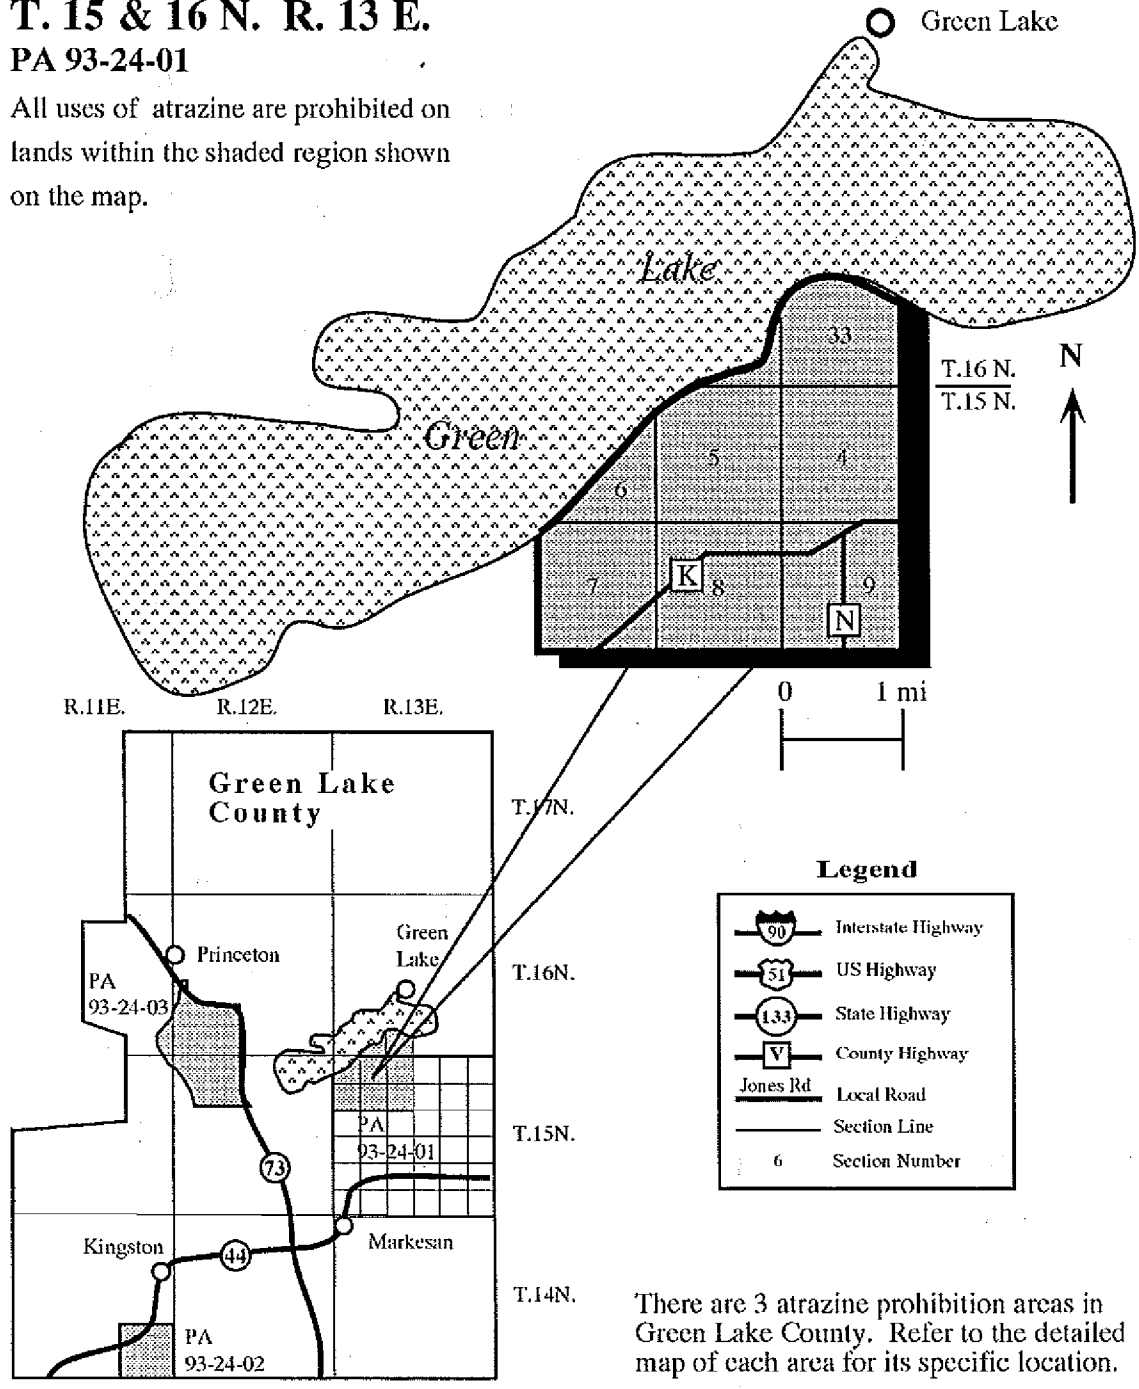 T. 15 & 16 N.  R. 13 E.
PA 93-24-01
All uses of atrazine are prohibited on
lands within the shaded region shown
on the map.
Green Lake
Lake
Green
33
T.16 N.
T.15 N.
N
5
4
6
7
K
8
9
N
0
1 mi
R.11E.
R.12E.
R.13E.
Green Lake
County
T.17N.
Green
Lake
Princeton
T.16N.
PA
93-24-03
PA
93-24-01
T.15N.
73
Kingston
44
Markesan
T.14N.
PA
93-24-02
Legend
90 Interstate Highway
51 US Highway
133 State Highway
V County Highway
Jones Rd Local Road
Section Line
6 Section Number
There are 3 atrazine prohibition areas in
Green Lake County.  Refer to the detailed
map of each area for its specific location.